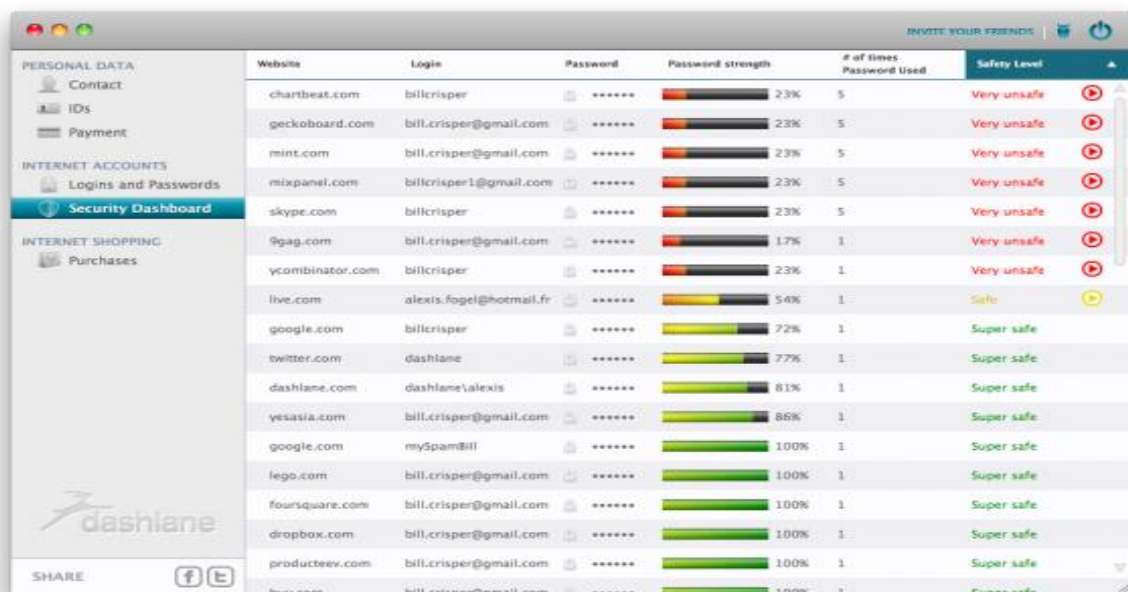 INVITE YOUR FRIENDS
PERSONAL DATA
Contact
IDs
Payment
INTERNET ACCOUNTS
Logins and Passwords
Security Dashboard
INTERNET SHOPPING
Purchases
dashlane
SHARE
Website Login Password Password strength # of times Password Used Safety Level
chartbeat.com billcrisper •••••• 23% 5 Very unsafe
geckoboard.com bill.crisper@gmail.com •••••• 23% 5 Very unsafe
mint.com bill.crisper@gmail.com •••••• 23% 5 Very unsafe
mixpanel.com billcrisper1@gmail.com •••••• 23% 5 Very unsafe
skype.com billcrisper •••••• 23% 5 Very unsafe
9gag.com bill.crisper@gmail.com •••••• 17% 1 Very unsafe
ycombinator.com billcrisper •••••• 23% 1 Very unsafe
live.com alexis.fogel@hotmail.fr •••••• 54% 1 Safe
google.com billcrisper •••••• 72% 1 Super safe
twitter.com dashlane •••••• 77% 1 Super safe
dashlane.com dashlane\alexis •••••• 81% 1 Super safe
yesasia.com bill.crisper@gmail.com •••••• 86% 1 Super safe
google.com mySpamBill •••••• 100% 1 Super safe
lego.com bill.crisper@gmail.com •••••• 100% 1 Super safe
foursquare.com bill.crisper@gmail.com •••••• 100% 1 Super safe
dropbox.com bill.crisper@gmail.com •••••• 100% 1 Super safe
producteev.com bill.crisper@gmail.com •••••• 100% 1 Super safe